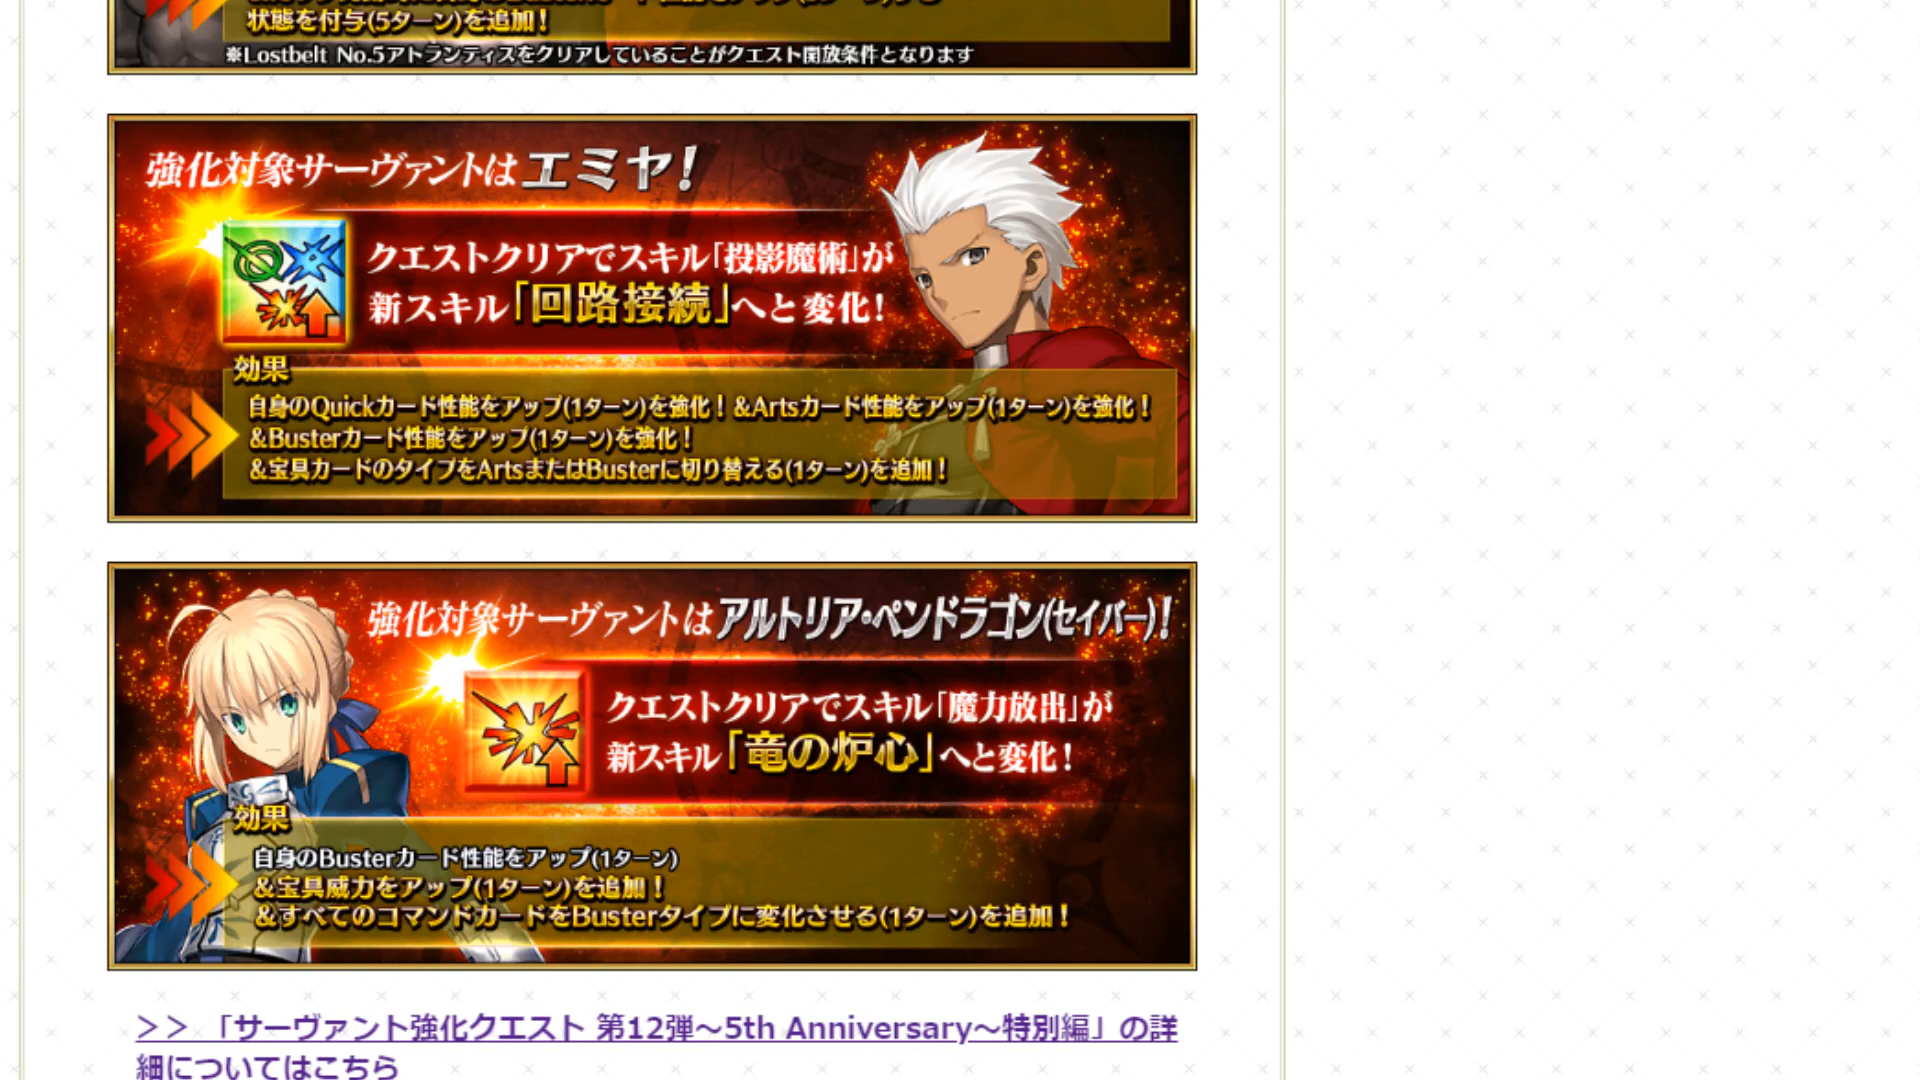 状態を付与(5ターン)を追加!
※Lostbelt No.5アトランティスをクリアしていることがクエスト開放条件となります
強化対象サーヴァントはエミヤ!
クエストクリアでスキル「投影魔術」が
新スキル「回路接続」へと変化!
効果
自身のQuickカード性能をアップ(1ターン)を強化!&Artsカード性能をアップ(1ターン)を強化!
&Busterカード性能をアップ(1ターン)を強化!
&宝具カードのタイプをArtsまたはBusterに切り替える(1ターン)を追加!
強化対象サーヴァントはアルトリア・ペンドラゴン(セイバー)!
クエストクリアでスキル「魔力放出」が
新スキル「竜の炉心」へと変化!
効果
自身のBusterカード性能をアップ(1ターン)
&宝具威力をアップ(1ターン)を追加!
&すべてのコマンドカードをBusterタイプに変化させる(1ターン)を追加!
>> 「サーヴァント強化クエスト 第12弾~5th Anniversary~特別編」の詳
細についてはこちら